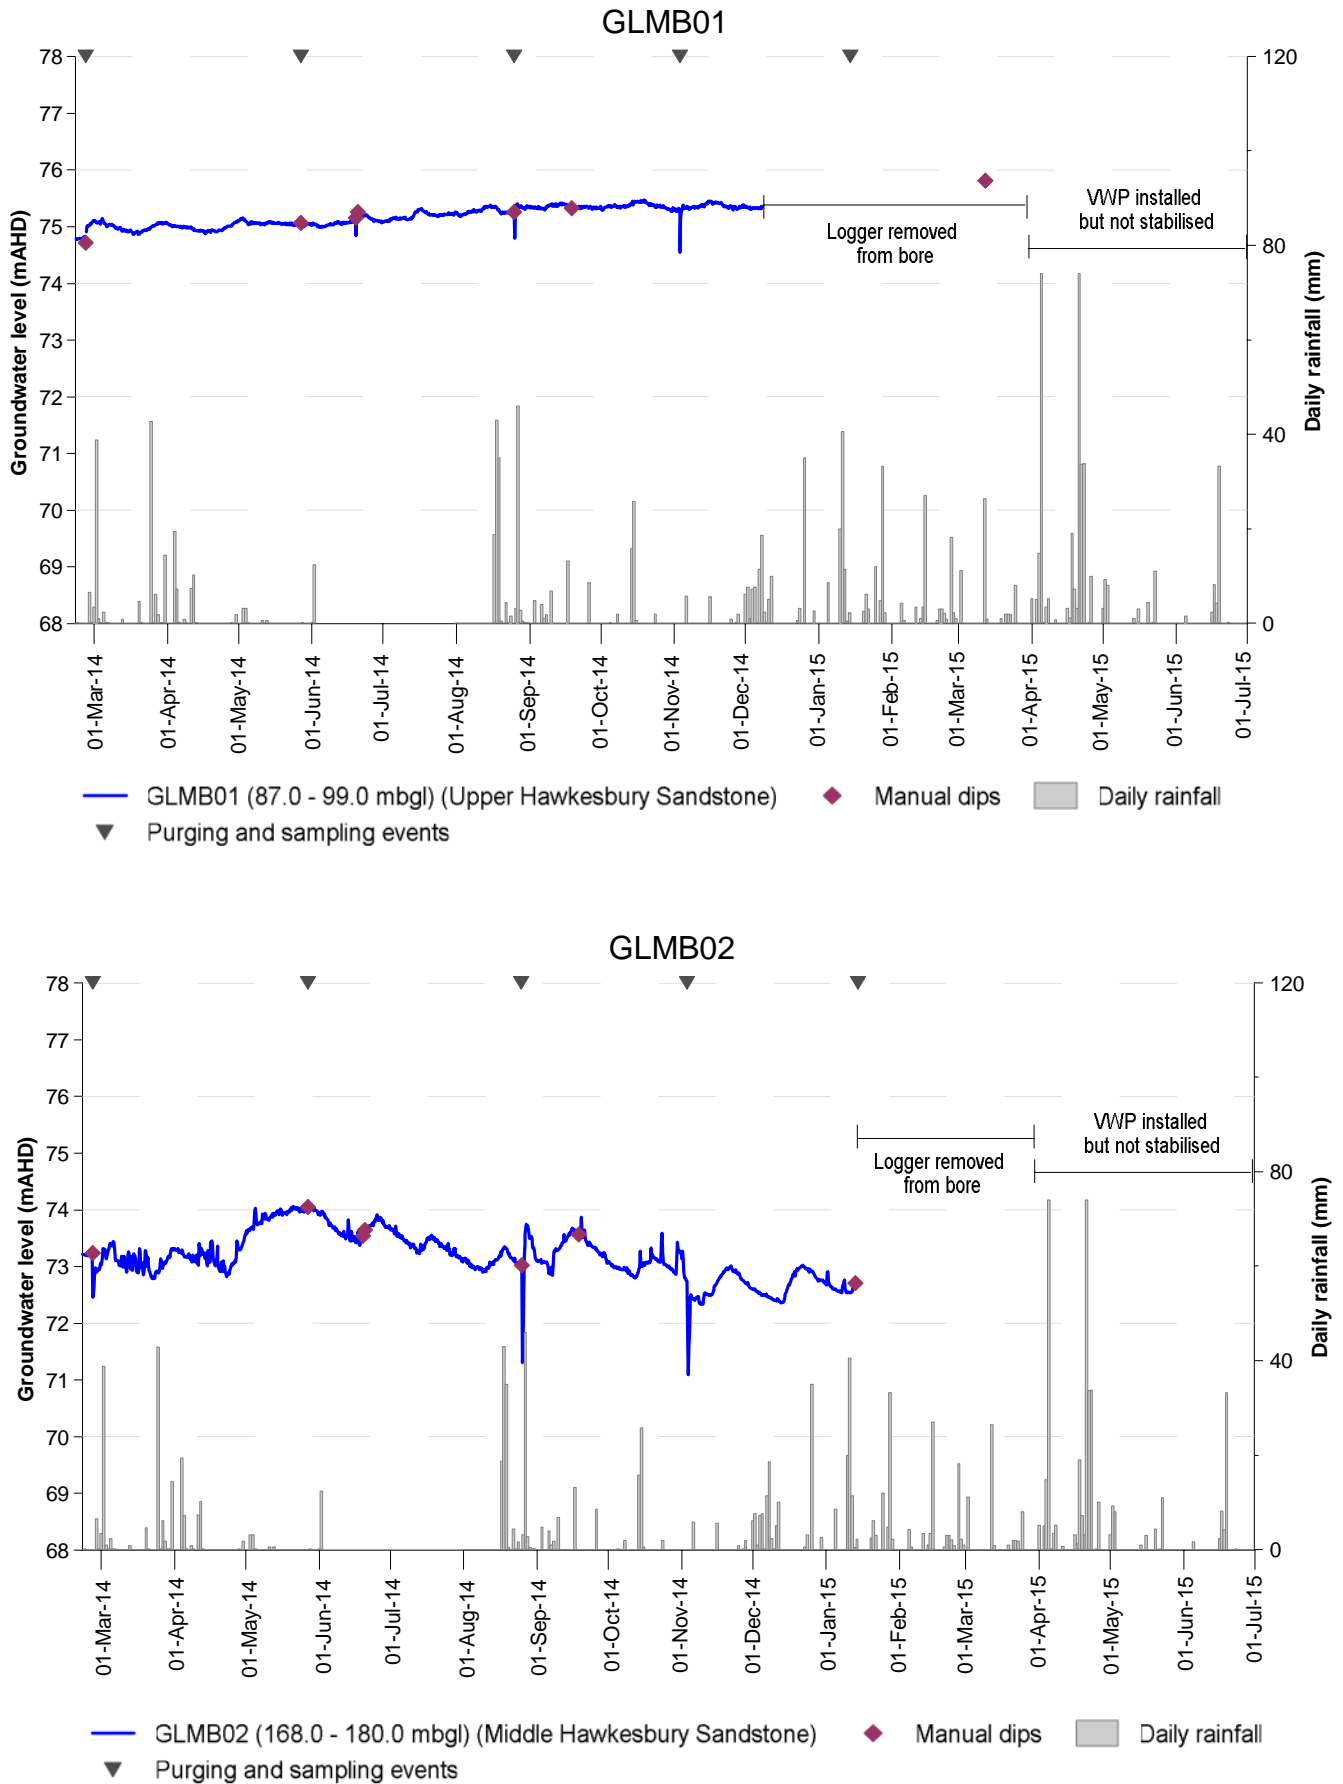 GLMB01
78
77
76
75
74
73
72
71
70
69
68
Groundwater level (mAHD)
120
80
40
0
Daily rainfall (mm)
Logger removed
from bore
VWP installed
but not stabilised
01-Mar-14
01-Apr-14
01-May-14
01-Jun-14
01-Jul-14
01-Aug-14
01-Sep-14
01-Oct-14
01-Nov-14
01-Dec-14
01-Jan-15
01-Feb-15
01-Mar-15
01-Apr-15
01-May-15
01-Jun-15
01-Jul-15
GLMB01 (87.0 - 99.0 mbgl) (Upper Hawkesbury Sandstone)
Manual dips
Daily rainfall
Purging and sampling events
GLMB02
78
77
76
75
74
73
72
71
70
69
68
Groundwater level (mAHD)
120
80
40
0
Daily rainfall (mm)
Logger removed
from bore
VWP installed
but not stabilised
01-Mar-14
01-Apr-14
01-May-14
01-Jun-14
01-Jul-14
01-Aug-14
01-Sep-14
01-Oct-14
01-Nov-14
01-Dec-14
01-Jan-15
01-Feb-15
01-Mar-15
01-Apr-15
01-May-15
01-Jun-15
01-Jul-15
GLMB02 (168.0 - 180.0 mbgl) (Middle Hawkesbury Sandstone)
Manual dips
Daily rainfall
Purging and sampling events